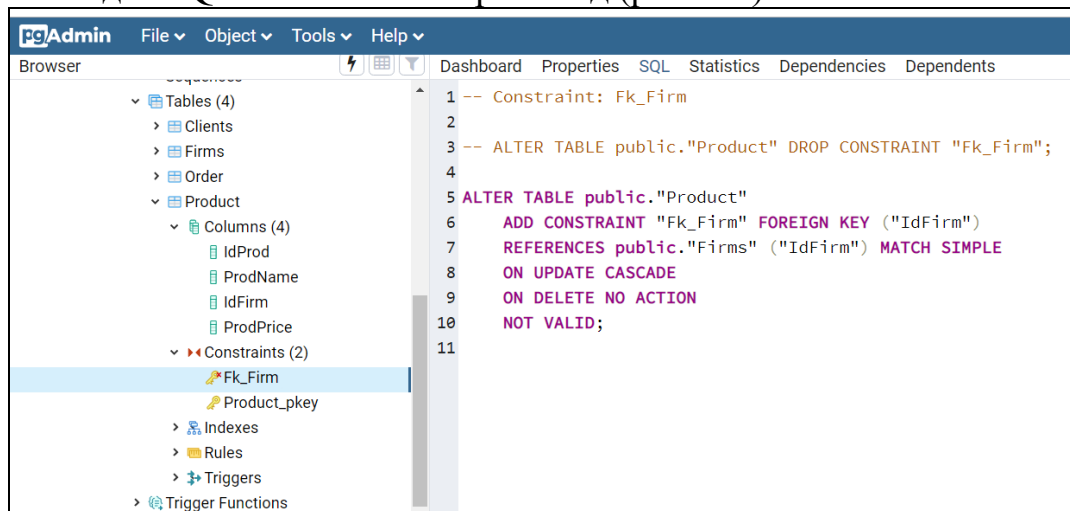 pgAdmin File Object Tools Help
Browser
Dashboard Properties SQL Statistics Dependencies Dependents
Tables (4)
Clients
Firms
Order
Product
Columns (4)
IdProd
ProdName
IdFirm
ProdPrice
Constraints (2)
Fk_Firm
Product_pkey
Indexes
Rules
Triggers
Trigger Functions
1 -- Constraint: Fk_Firm
2
3 -- ALTER TABLE public."Product" DROP CONSTRAINT "Fk_Firm";
4
5 ALTER TABLE public."Product"
6 ADD CONSTRAINT "Fk_Firm" FOREIGN KEY ("IdFirm")
7 REFERENCES public."Firms" ("IdFirm") MATCH SIMPLE
8 ON UPDATE CASCADE
9 ON DELETE NO ACTION
10 NOT VALID;
11